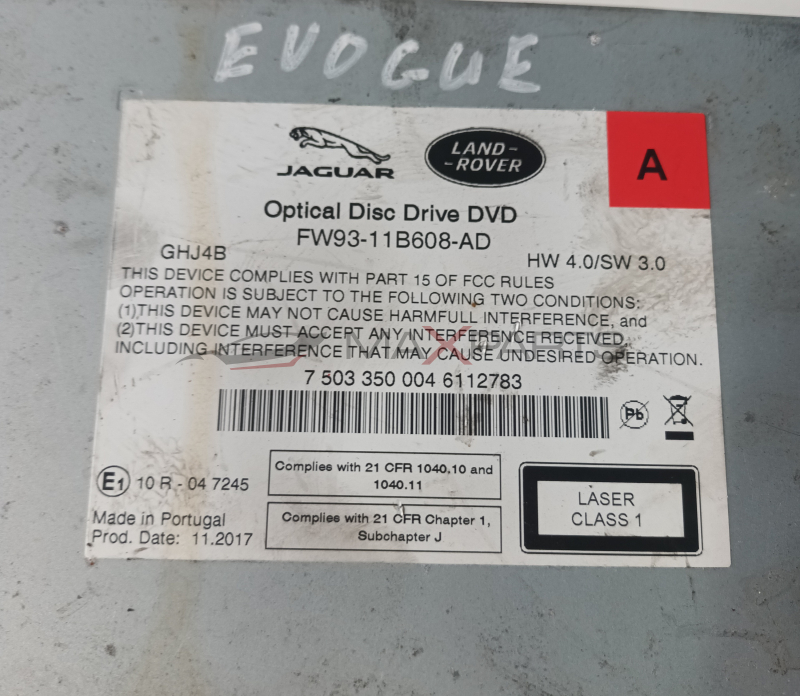 EVOGUE
JAGUAR
LAND-
-ROVER
A
Optical Disc Drive DVD
FW93-11B608-AD
GHJ4B
HW 4.0/SW 3.0
THIS DEVICE COMPLIES WITH PART 15 OF FCC RULES
OPERATION IS SUBJECT TO THE FOLLOWING TWO CONDITIONS:
(1),THIS DEVICE MAY NOT CAUSE HARMFULL INTERFERENCE, and
(2)THIS DEVICE MUST ACCEPT ANY INTERFERENCE RECEIVED,
INCLUDING INTERFERENCE THAT MAY CAUSE UNDESIRED OPERATION.
MAXPARTS
7 503 350 004 6112783
Pb
E1 10 R - 04 7245
Complies with 21 CFR 1040.10 and
1040.11
LASER
CLASS 1
Made in Portugal
Prod. Date: 11.2017
Complies with 21 CFR Chapter 1,
Subchapter J